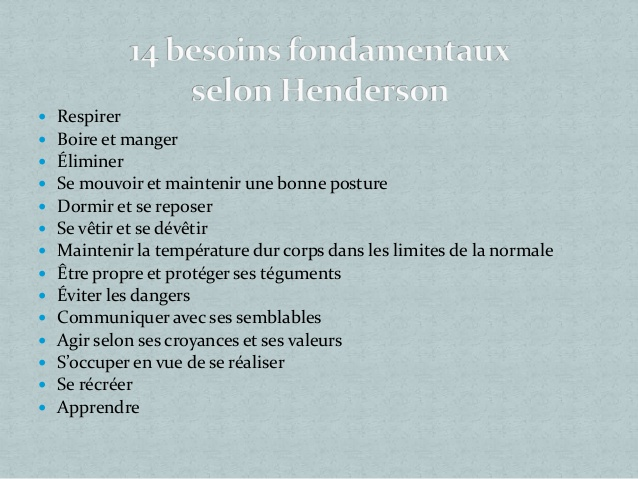 14 besoins fondamentaux
selon Henderson
• Respirer
• Boire et manger
• Éliminer
• Se mouvoir et maintenir une bonne posture
• Dormir et se reposer
• Se vêtir et se dévêtir
• Maintenir la température dur corps dans les limites de la normale
• Être propre et protéger ses téguments
• Éviter les dangers
• Communiquer avec ses semblables
• Agir selon ses croyances et ses valeurs
• S’occuper en vue de se réaliser
• Se récréer
• Apprendre